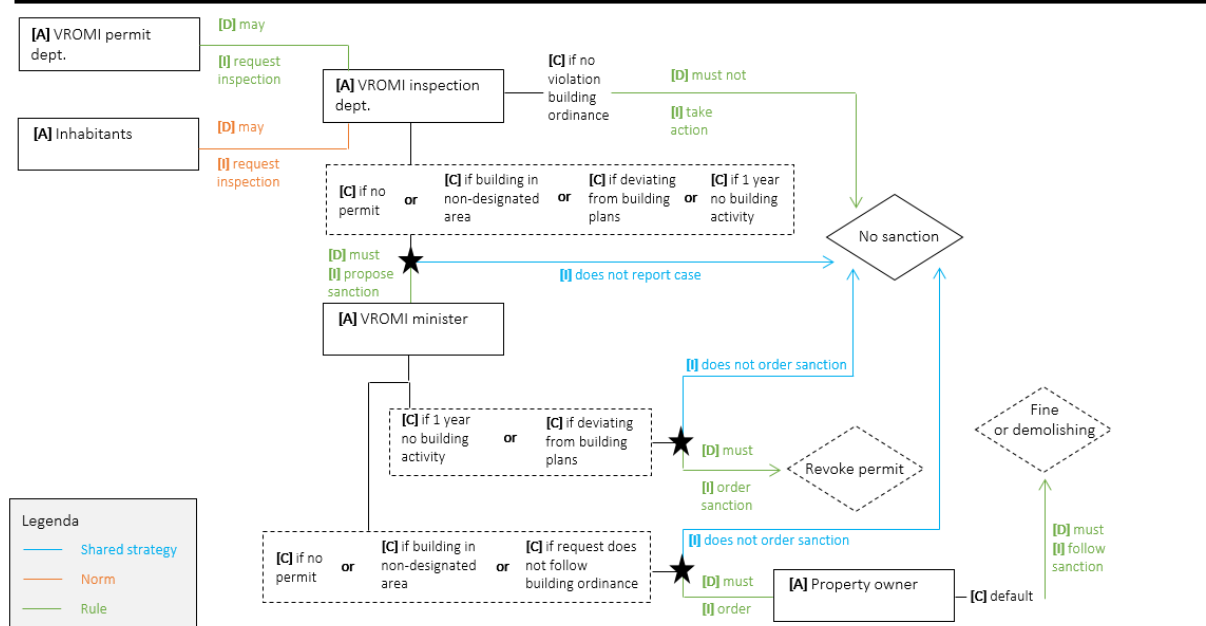 [A] VROMI permit
dept.
[D] may
[I] request
inspection
[A] VROMI inspection
dept.
[C] if no
violation
building
ordinance
[D] must not
[I] take
action
[A] Inhabitants
[D] may
[I] request
inspection
[C] if no
permit
or
[C] if building in
non-designated
area
or
[C] if deviating
from building
plans
or
[C] if 1 year
no building
activity
No sanction
[D] must
[I] propose
sanction
[I] does not report case
[A] VROMI minister
[I] does not order sanction
[C] if 1 year
no building
activity
or
[C] if deviating
from building
plans
[D] must
[I] order
sanction
Revoke permit
Fine
or demolishing
Legenda
Shared strategy
Norm
Rule
[C] if no
permit
or
[C] if building in
non-designated
area
or
[C] if request does
not follow
building ordinance
[I] does not order sanction
[D] must
[I] order
[A] Property owner
[C] default
[D] must
[I] follow
sanction